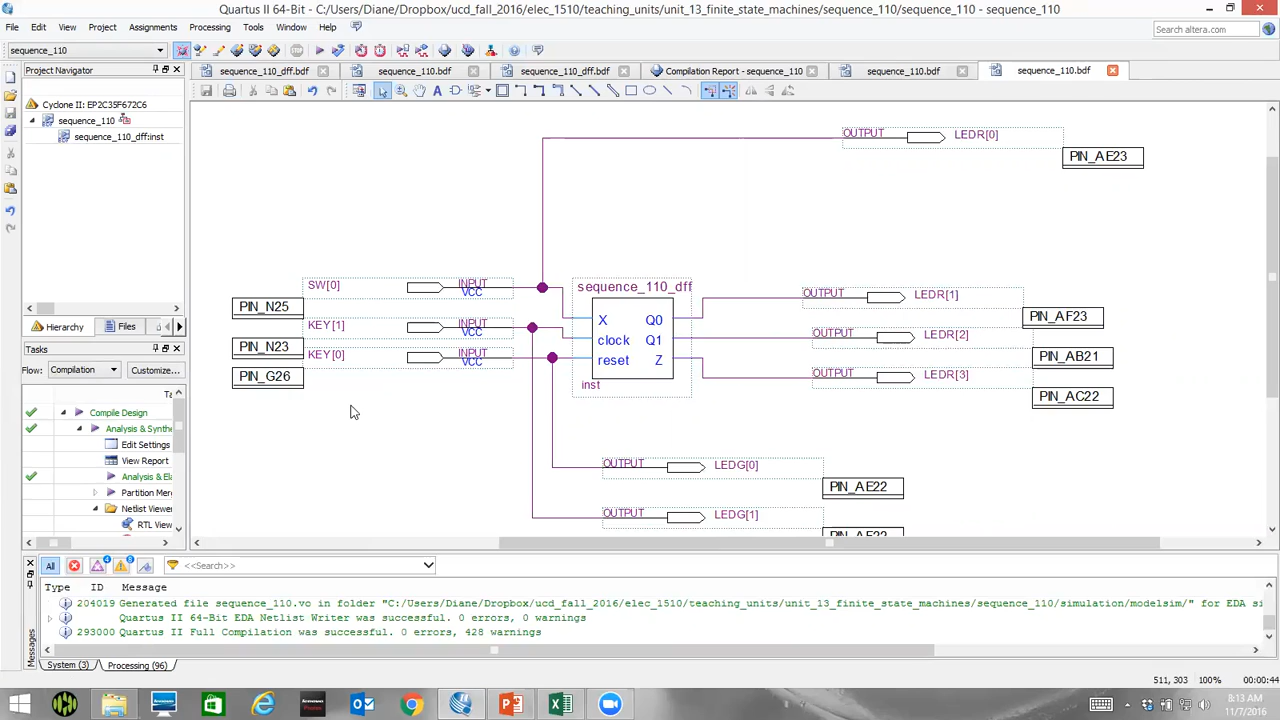 Quartus II 64-Bit - C:/Users/Diane/Dropbox/ucd_fall_2016/elec_1510/teaching_units/unit_13_finite_state_machines/sequence_110/sequence_110 - sequence_110
File Edit View Project Assignments Processing Tools Window Help
Search altera.com
sequence_110
Project Navigator
sequence_110_dff.bdf
sequence_110.bdf
sequence_110_dff.bdf
Compilation Report - sequence_110
sequence_110.bdf
sequence_110.bdf
Cyclone II: EP2C35F672C6
sequence_110
sequence_110_dff:inst
OUTPUT LEDR[0]
PIN_AE23
SW[0] INPUT
VCC
PIN_N25
KEY[1] INPUT
VCC
PIN_N23
KEY[0] INPUT
VCC
PIN_G26
sequence_110_dff
X Q0
clock Q1
reset Z
inst
OUTPUT LEDR[1]
PIN_AF23
OUTPUT LEDR[2]
PIN_AB21
OUTPUT LEDR[3]
PIN_AC22
OUTPUT LEDG[0]
PIN_AE22
OUTPUT LEDG[1]
PIN_AF22
Hierarchy Files
Tasks
Flow: Compilation Customize...
Ta
Compile Design
Analysis & Synthe
Edit Settings
View Report
Analysis & Ela
Partition Merg
Netlist Viewer
RTL View
All <<Search>>
Type ID Message
204019 Generated file sequence_110.vo in folder "C:/Users/Diane/Dropbox/ucd_fall_2016/elec_1510/teaching_units/unit_13_finite_state_machines/sequence_110/simulation/modelsim/" for EDA si
Quartus II 64-Bit EDA Netlist Writer was successful. 0 errors, 0 warnings
293000 Quartus II Full Compilation was successful. 0 errors, 428 warnings
Messages
System (3) Processing (96)
511, 303 100% 00:00:44
8:13 AM
11/7/2016